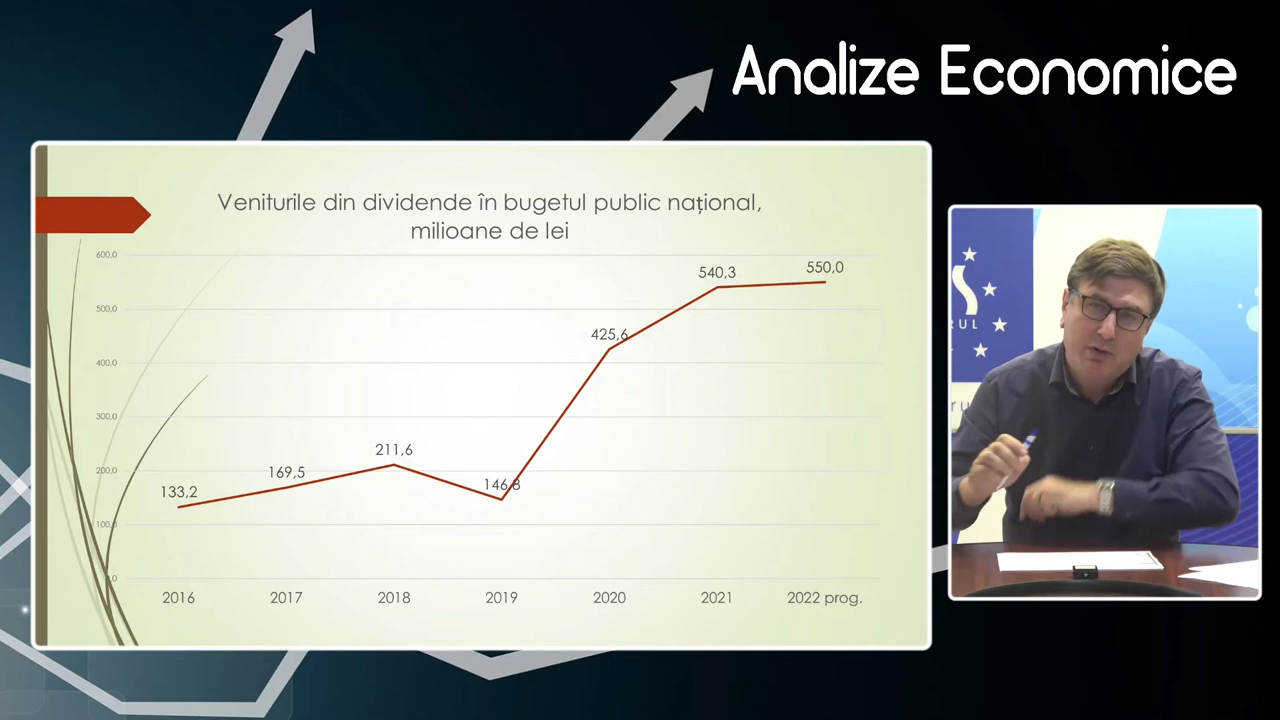 Analize Economice
Veniturile din dividende în bugetul public național,
milioane de lei
600,0
500,0
400,0
300,0
200,0
100,0
133,2
169,5
211,6
146,8
425,6
540,3
550,0
2016
2017
2018
2019
2020
2021
2022 prog.
S
RUL
ru